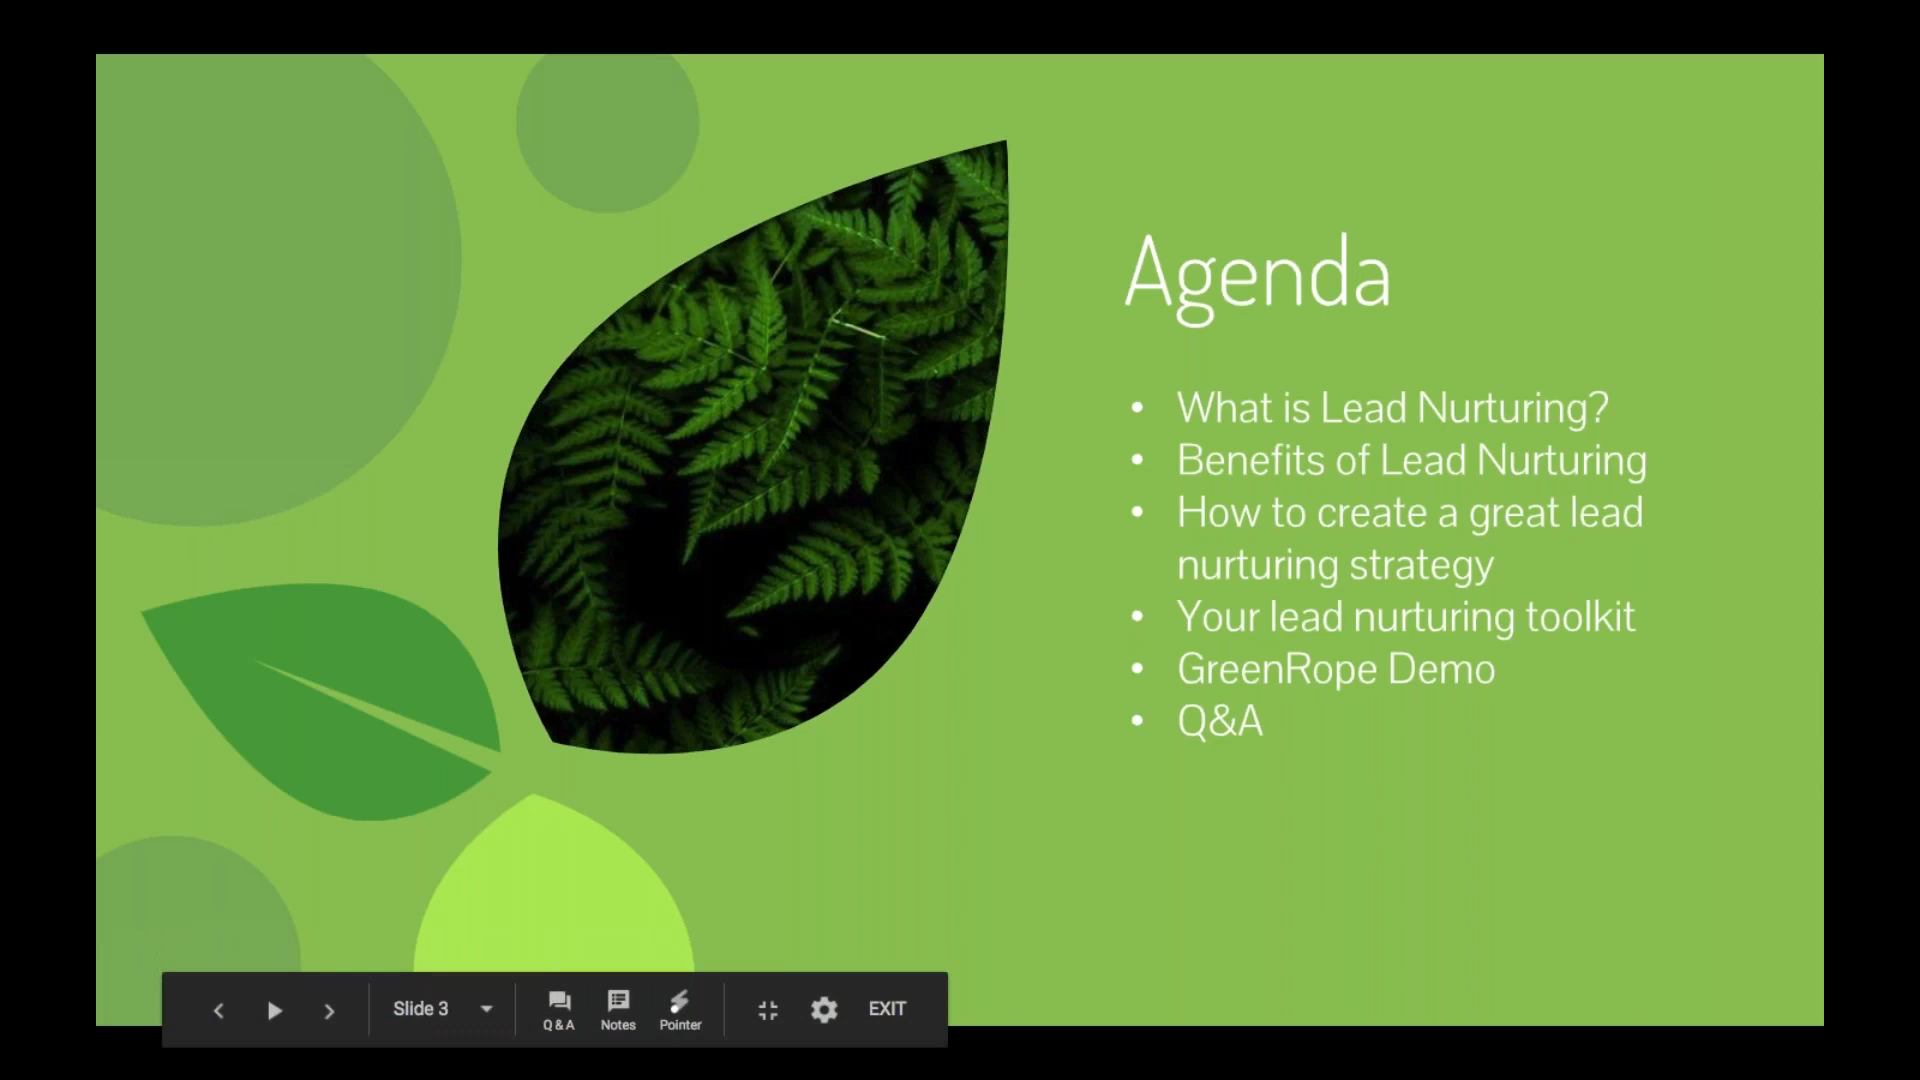 Agenda
• What is Lead Nurturing?
• Benefits of Lead Nurturing
• How to create a great lead
nurturing strategy
• Your lead nurturing toolkit
• GreenRope Demo
• Q&A
Slide 3
Q & A
Notes
Pointer
EXIT